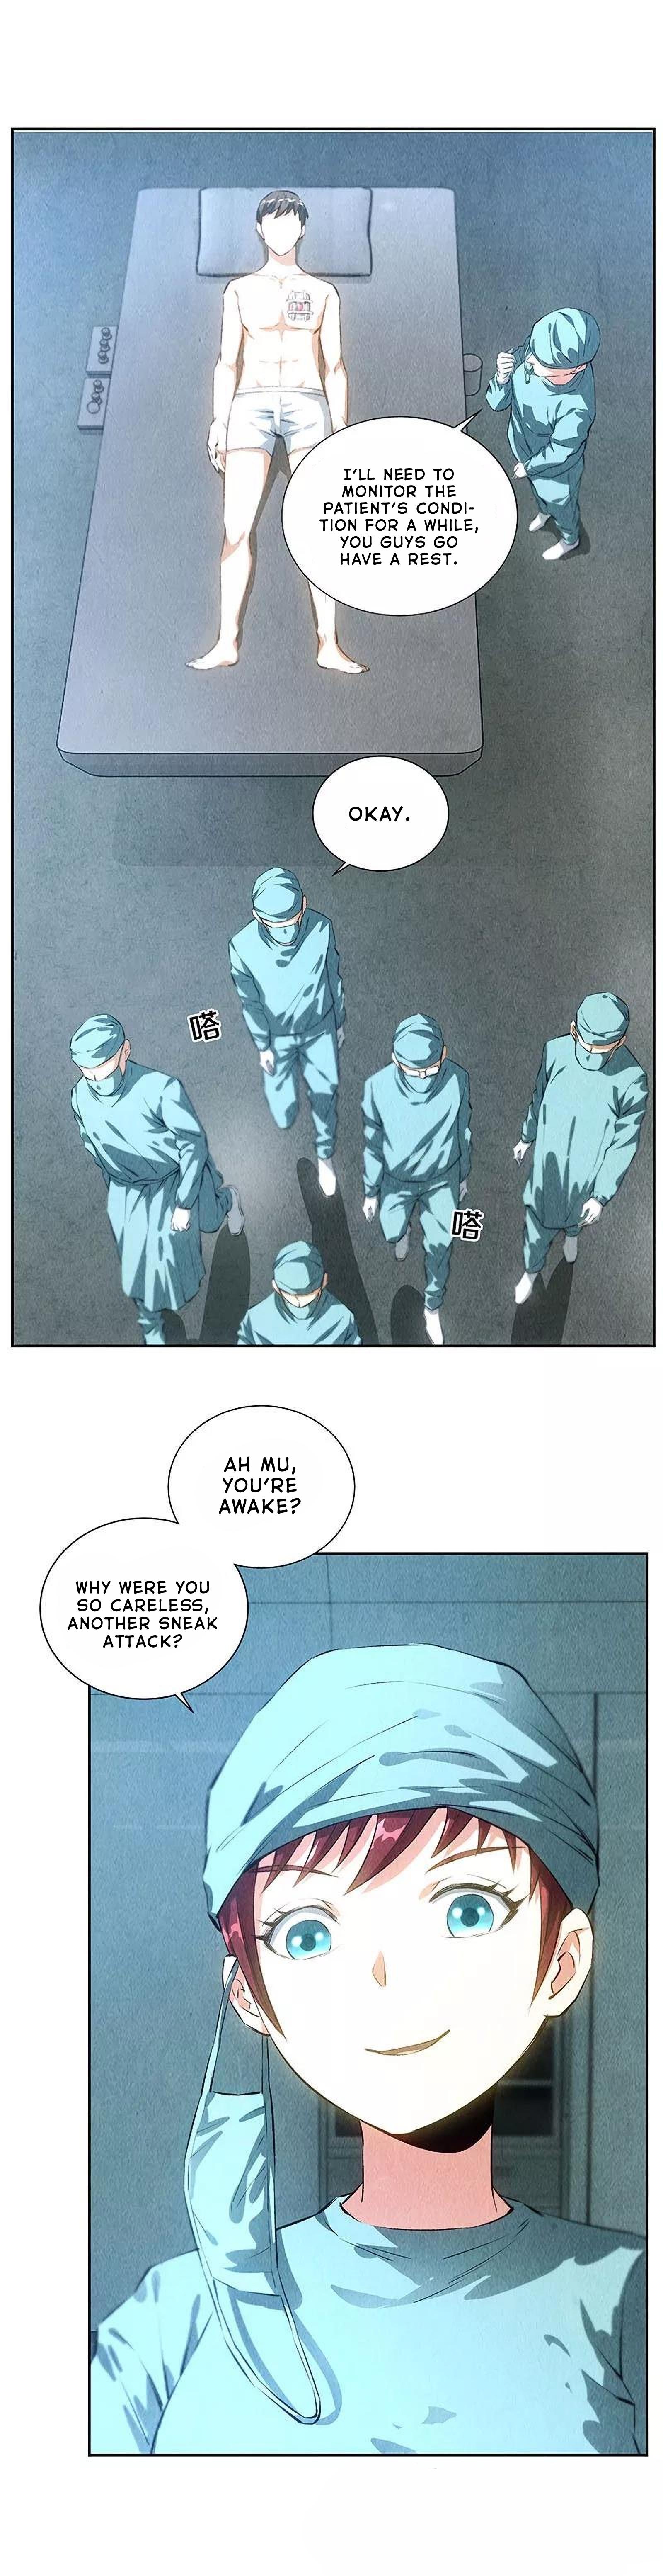 I'LL NEED TO
MONITOR THE
PATIENT'S CONDI-
TION FOR A WHILE,
YOU GUYS GO
HAVE A REST.
OKAY.
嗒
嗒
AH MU,
YOU'RE
AWAKE?
WHY WERE YOU
SO CARELESS,
ANOTHER SNEAK
ATTACK?